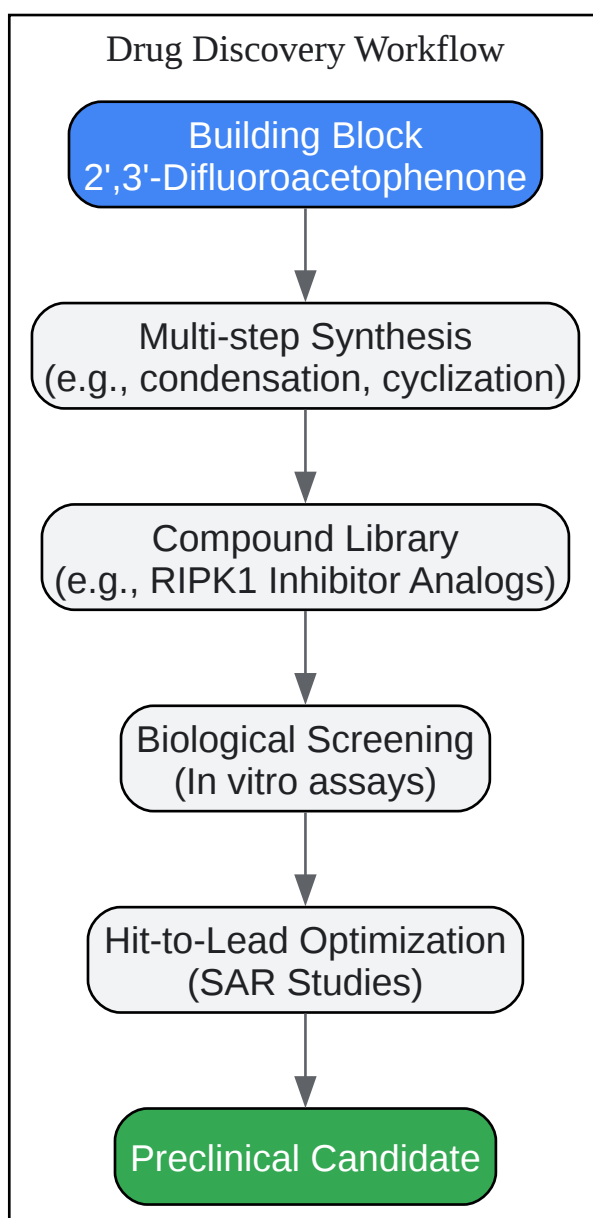 Drug Discovery Workflow
Building Block
2',3'-Difluoroacetophenone
Multi-step Synthesis
(e.g., condensation, cyclization)
Compound Library
(e.g., RIPK1 Inhibitor Analogs)
Biological Screening
(In vitro assays)
Hit-to-Lead Optimization
(SAR Studies)
Preclinical Candidate